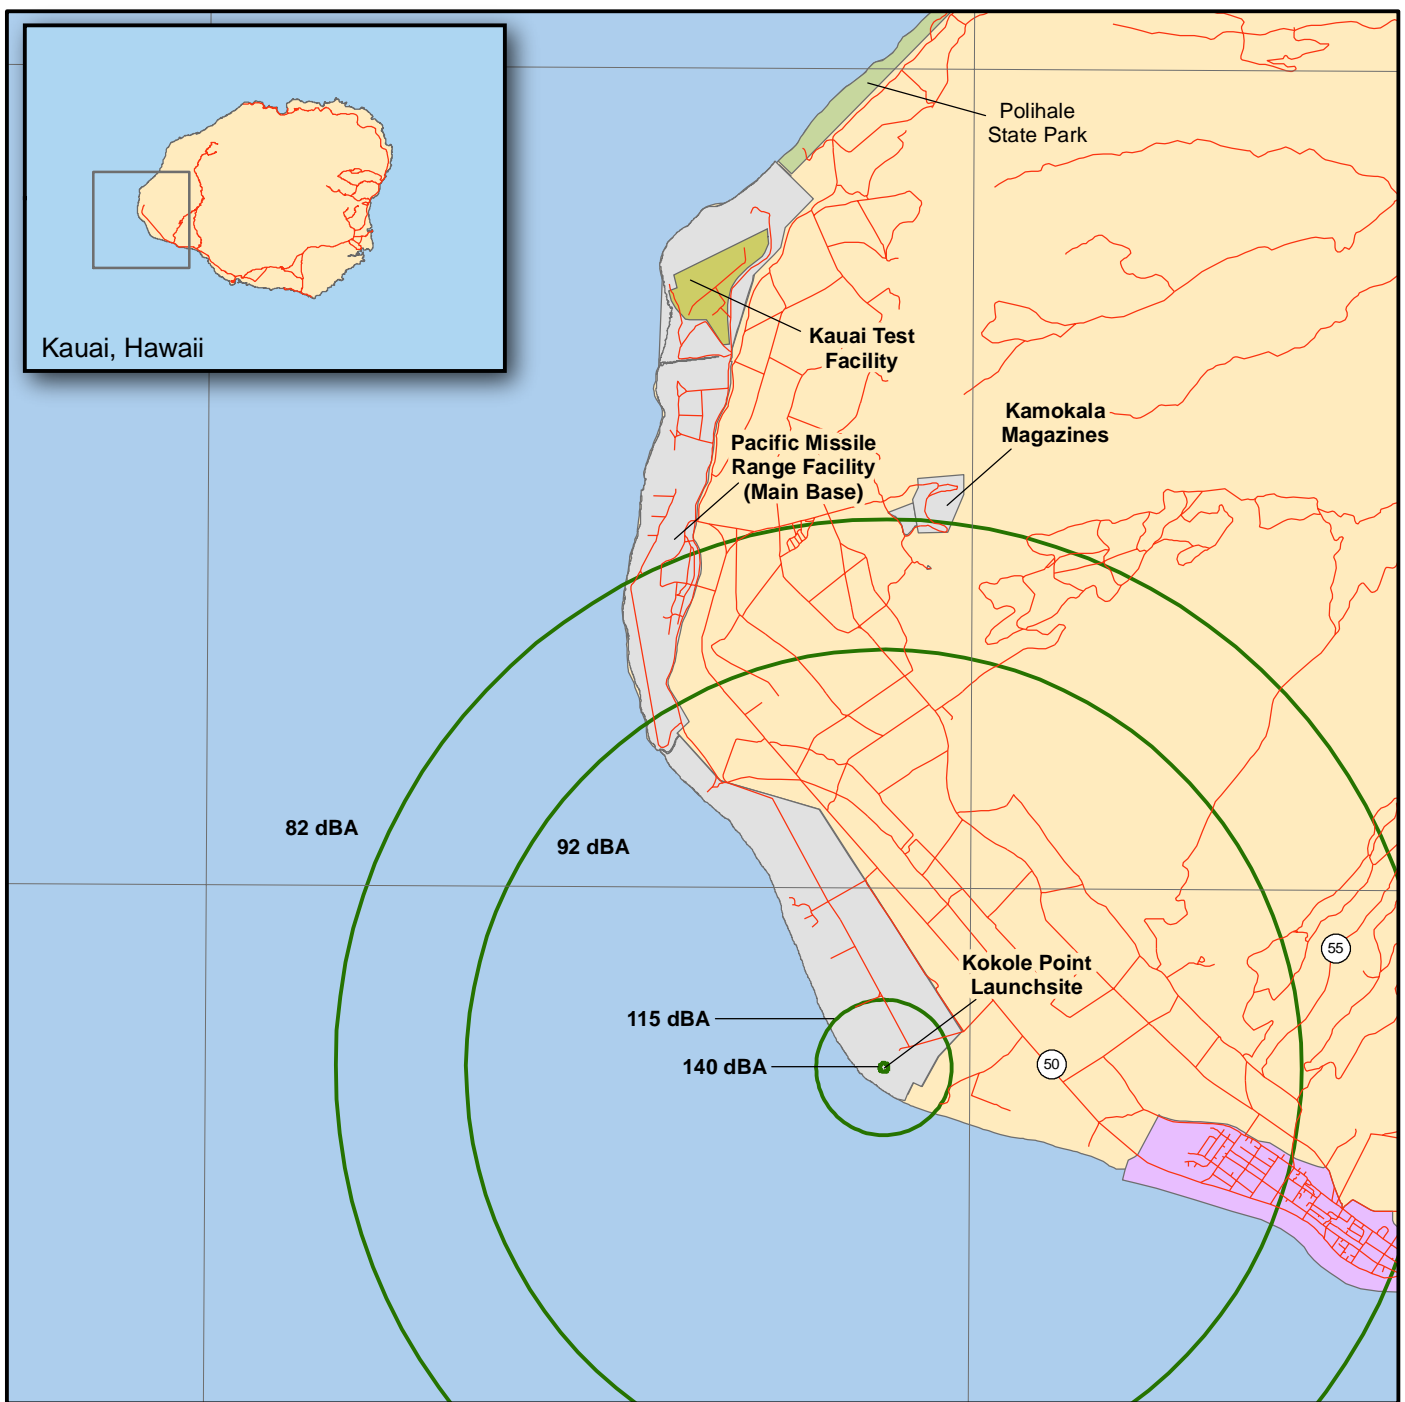 Polihale
State Park
Kauai, Hawaii
Kauai Test
Facility
Kamokala
Magazines
Pacific Missile
Range Facility
(Main Base)
82 dBA
92 dBA
55
Kokole Point
Launchsite
115 dBA
140 dBA
50